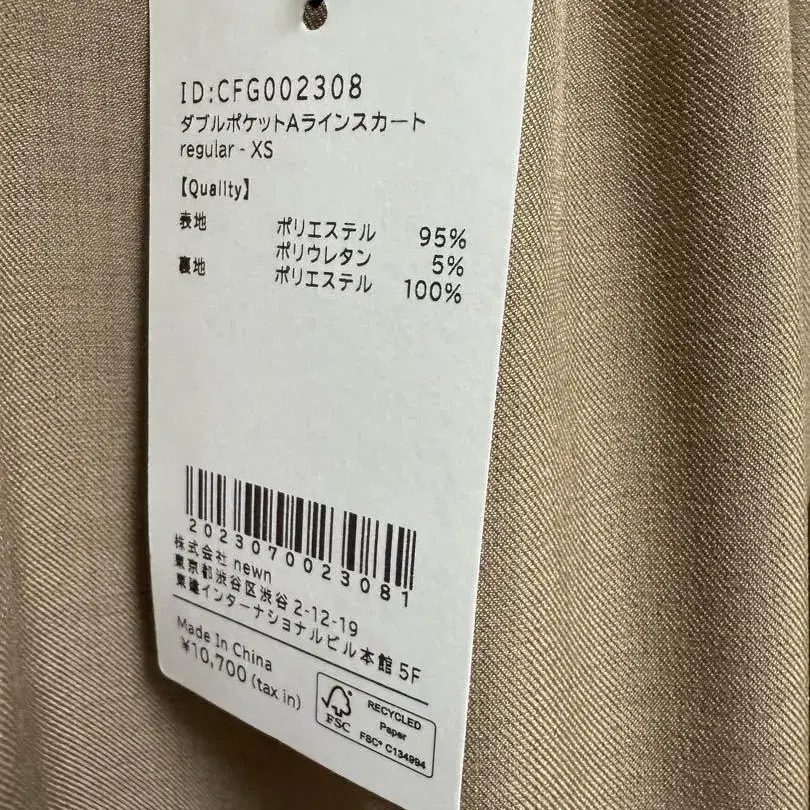 ID:CFG002308
ダブルポケットAラインスカート
regular - XS
【Quality】
表地 ポリエステル 95%
ポリウレタン 5%
裏地 ポリエステル 100%
2023070023081
株式会社 newn
東京都渋谷区渋谷 2-12-19
東建インターナショナルビル本館 5F
Made In China
¥10,700 (tax in)
FSC
RECYCLED
Paper
FSC® C134994